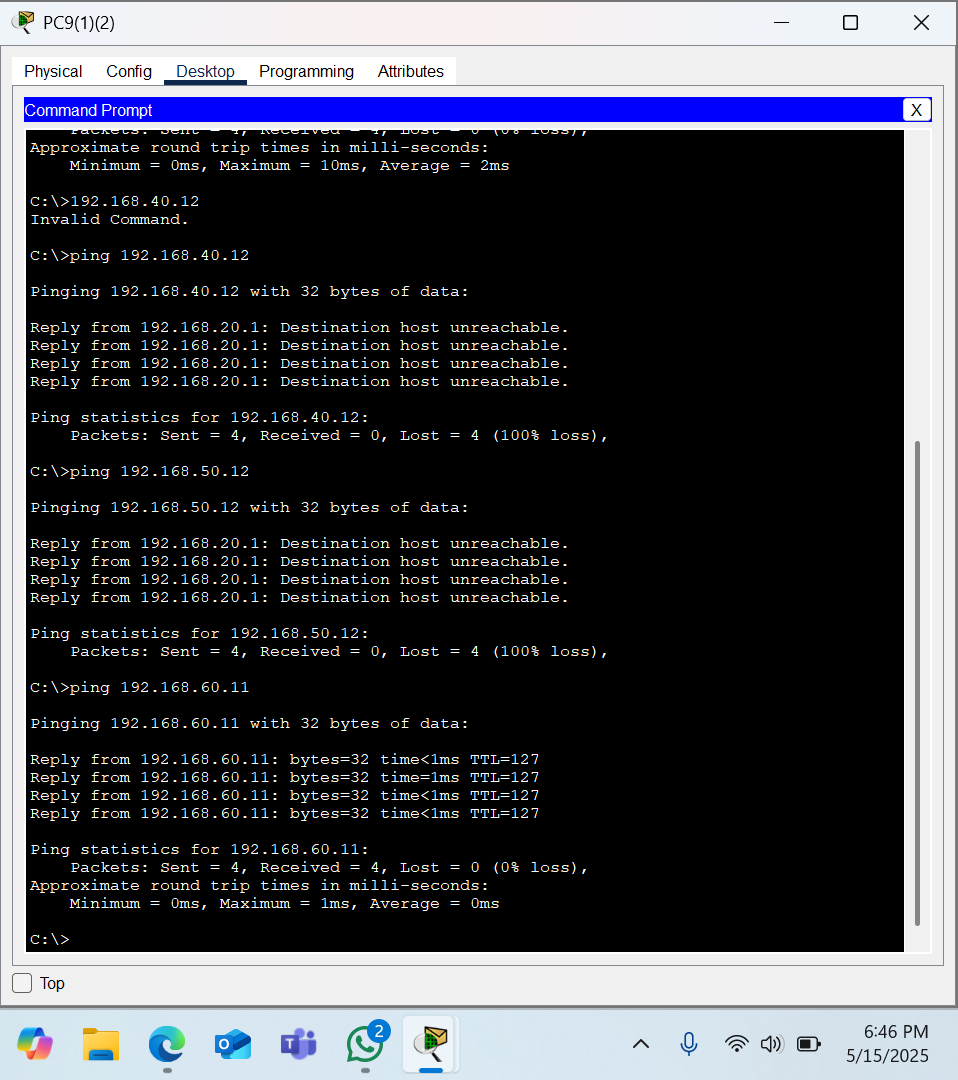 PC9(1)(2)
Physical Config Desktop Programming Attributes
Command Prompt
X
Packets: Sent = 4, Received = 4, Lost = 0 (0% loss),
Approximate round trip times in milli-seconds:
Minimum = 0ms, Maximum = 10ms, Average = 2ms
C:\>192.168.40.12
Invalid Command.
C:\>ping 192.168.40.12
Pinging 192.168.40.12 with 32 bytes of data:
Reply from 192.168.20.1: Destination host unreachable.
Reply from 192.168.20.1: Destination host unreachable.
Reply from 192.168.20.1: Destination host unreachable.
Reply from 192.168.20.1: Destination host unreachable.
Ping statistics for 192.168.40.12:
Packets: Sent = 4, Received = 0, Lost = 4 (100% loss),
C:\>ping 192.168.50.12
Pinging 192.168.50.12 with 32 bytes of data:
Reply from 192.168.20.1: Destination host unreachable.
Reply from 192.168.20.1: Destination host unreachable.
Reply from 192.168.20.1: Destination host unreachable.
Reply from 192.168.20.1: Destination host unreachable.
Ping statistics for 192.168.50.12:
Packets: Sent = 4, Received = 0, Lost = 4 (100% loss),
C:\>ping 192.168.60.11
Pinging 192.168.60.11 with 32 bytes of data:
Reply from 192.168.60.11: bytes=32 time<1ms TTL=127
Reply from 192.168.60.11: bytes=32 time=1ms TTL=127
Reply from 192.168.60.11: bytes=32 time<1ms TTL=127
Reply from 192.168.60.11: bytes=32 time<1ms TTL=127
Ping statistics for 192.168.60.11:
Packets: Sent = 4, Received = 4, Lost = 0 (0% loss),
Approximate round trip times in milli-seconds:
Minimum = 0ms, Maximum = 1ms, Average = 0ms
C:\>
Top
2
6:46 PM
5/15/2025